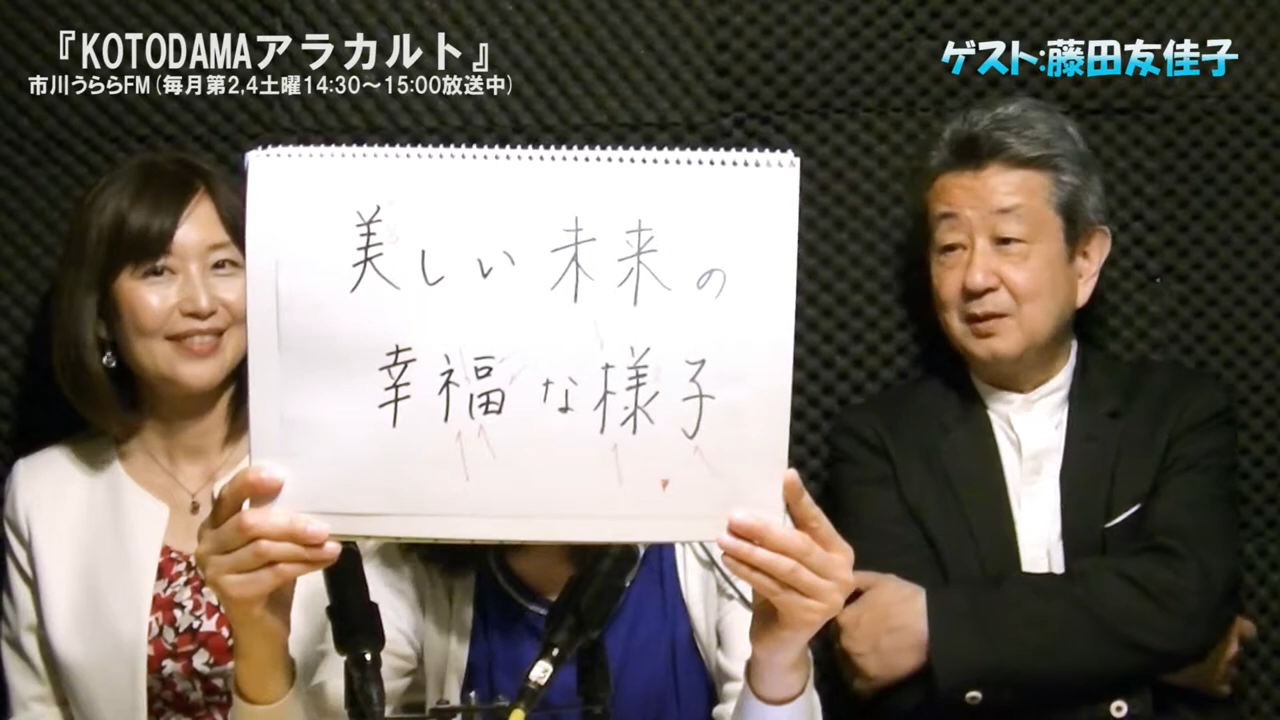 『KOTODAMAアラカルト』
市川うららFM(毎月第2,4土曜14:30～15:00放送中)
ゲスト:藤田友佳子
美しい未来の
幸福な様子